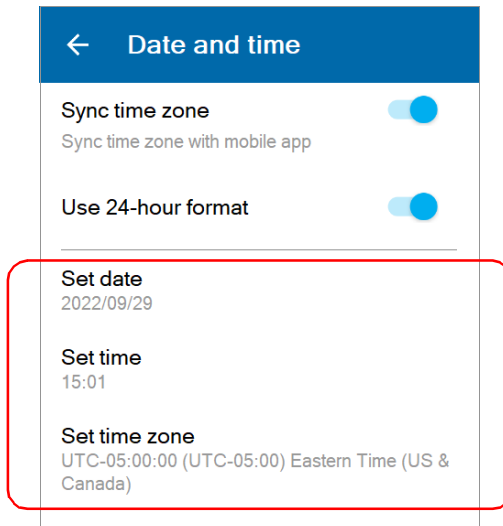 Date and time
Sync time zone
Sync time zone with mobile app
Use 24-hour format
Set date
2022/09/29
Set time
15:01
Set time zone
UTC-05:00:00 (UTC-05:00) Eastern Time (US &
Canada)